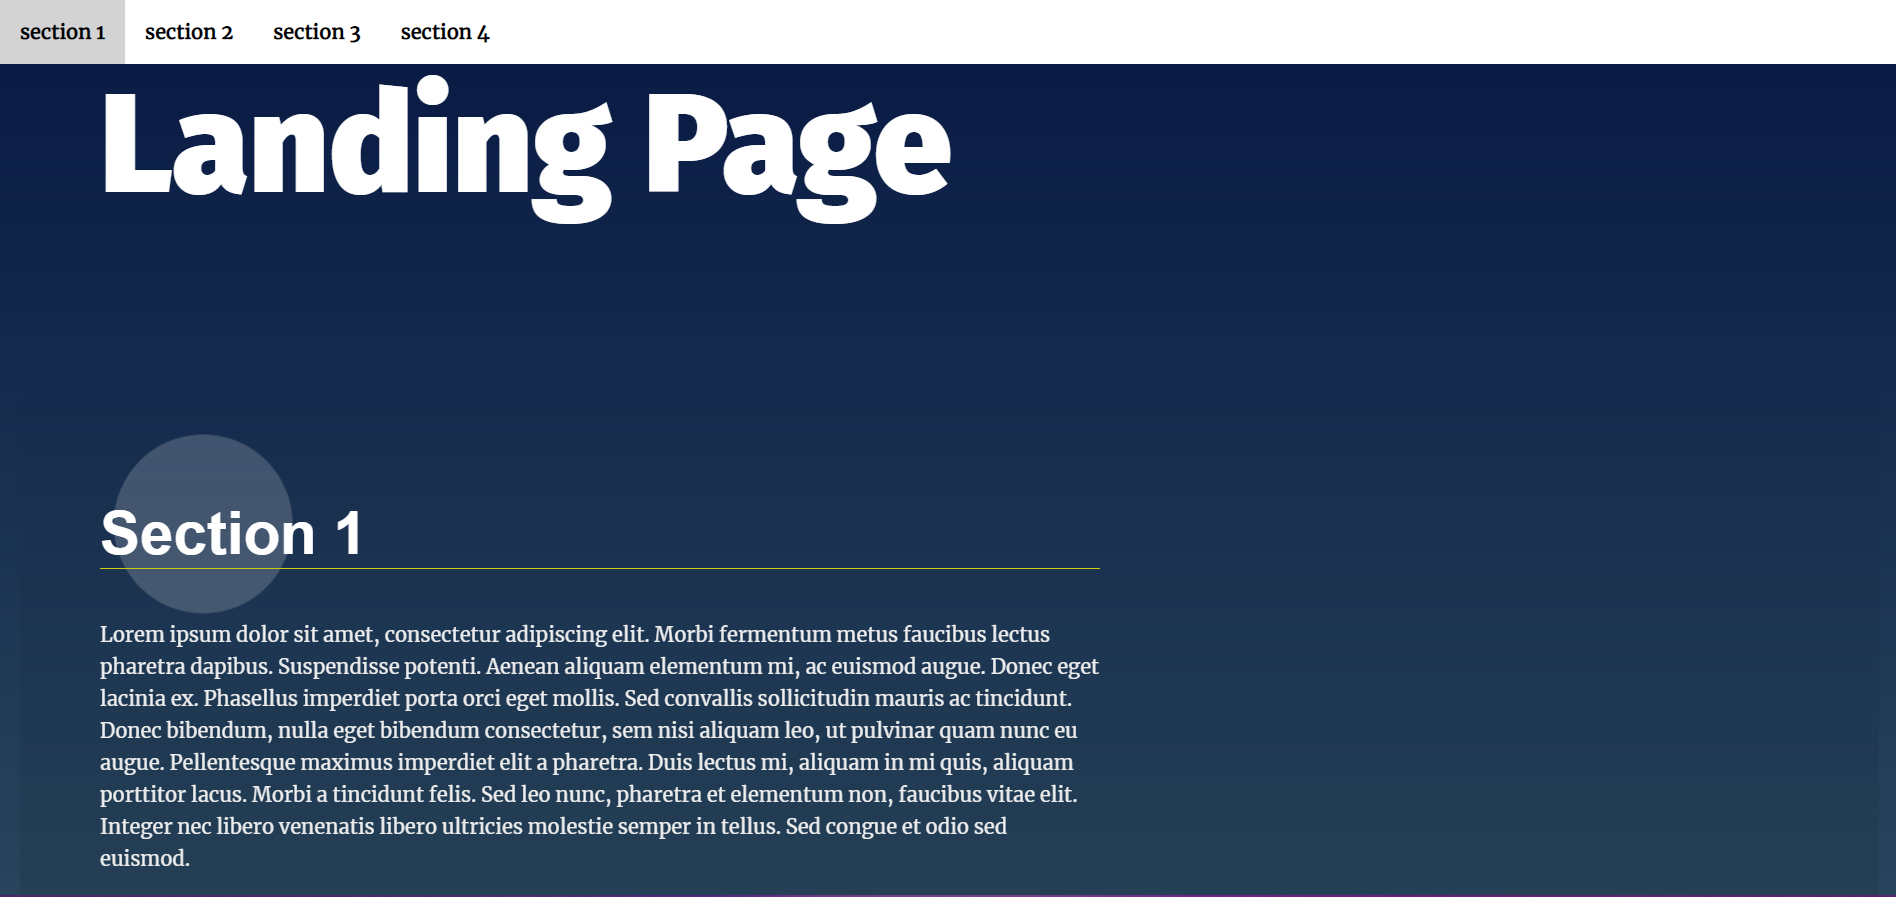 section 1 section 2 section 3 section 4
Landing Page
Section 1
Lorem ipsum dolor sit amet, consectetur adipiscing elit. Morbi fermentum metus faucibus lectus
pharetra dapibus. Suspendisse potenti. Aenean aliquam elementum mi, ac euismod augue. Donec eget
lacinia ex. Phasellus imperdiet porta orci eget mollis. Sed convallis sollicitudin mauris ac tincidunt.
Donec bibendum, nulla eget bibendum consectetur, sem nisi aliquam leo, ut pulvinar quam nunc eu
augue. Pellentesque maximus imperdiet elit a pharetra. Duis lectus mi, aliquam in mi quis, aliquam
porttitor lacus. Morbi a tincidunt felis. Sed leo nunc, pharetra et elementum non, faucibus vitae elit.
Integer nec libero venenatis libero ultricies molestie semper in tellus. Sed congue et odio sed
euismod.